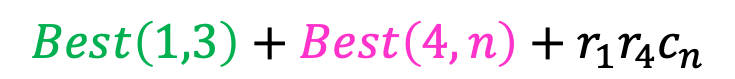 Best(1,3) + Best(4, n) + r₁r₄cₙ